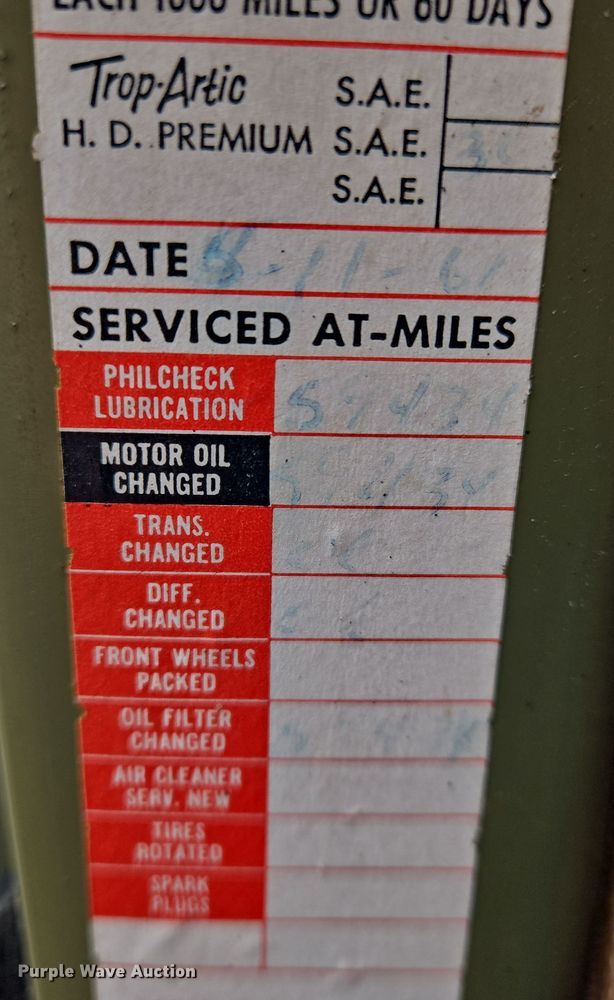 EACH 1000 MILES OR 60 DAYS
Trop-Artic S.A.E.
H. D. PREMIUM S.A.E.
S.A.E.
DATE 8-11-61
SERVICED AT-MILES
PHILCHECK
LUBRICATION 59434
MOTOR OIL
CHANGED 59434
TRANS.
CHANGED
DIFF.
CHANGED
FRONT WHEELS
PACKED
OIL FILTER
CHANGED
AIR CLEANER
SERV. NEW
TIRES
ROTATED
SPARK
PLUGS
Purple Wave Auction